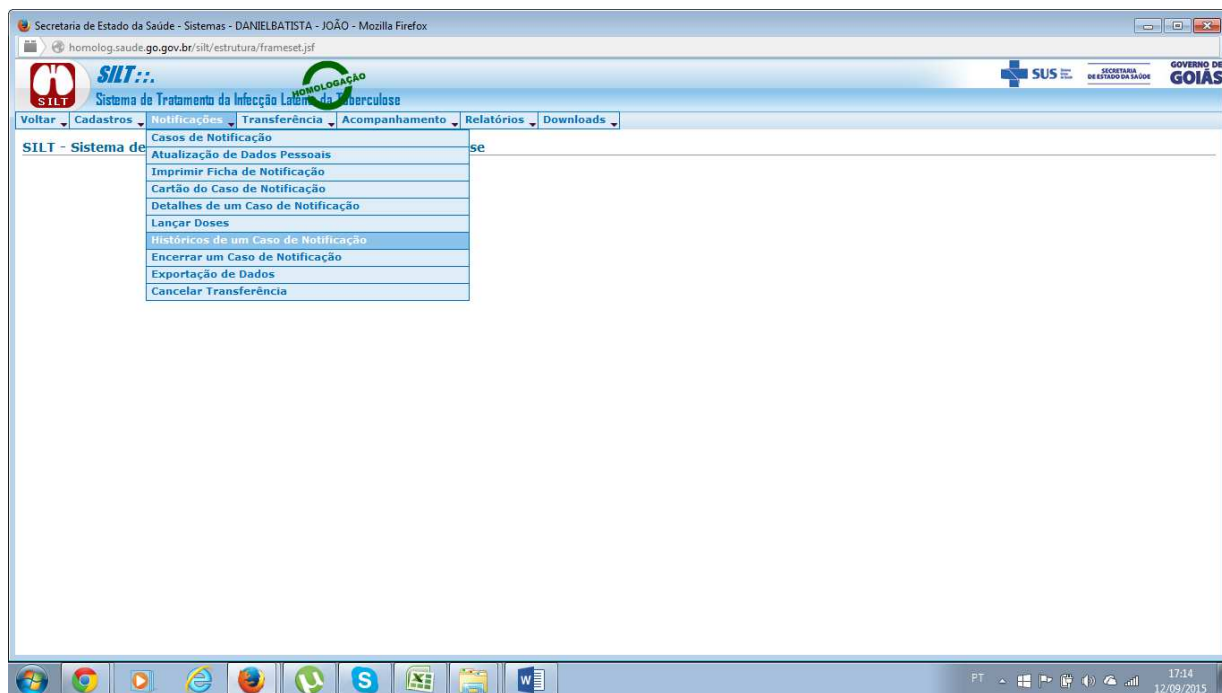 Secretaria de Estado da Saúde - Sistemas - DANIELBATISTA - JOÃO - Mozilla Firefox
homolog.saude.go.gov.br/silt/estrutura/frameset.jsf
SILT::.
HOMOLOGAÇÃO
SUS
SECRETARIA
DE ESTADO DA SAÚDE
GOVERNO DE
GOIÁS
SILT
Sistema de Tratamento da Infecção Latente da Tuberculose
Voltar Cadastros Notificações Transferência Acompanhamento Relatórios Downloads
SILT - Sistema de se
Casos de Notificação
Atualização de Dados Pessoais
Imprimir Ficha de Notificação
Cartão do Caso de Notificação
Detalhes de um Caso de Notificação
Lançar Doses
Históricos de um Caso de Notificação
Encerrar um Caso de Notificação
Exportação de Dados
Cancelar Transferência
PT
17:14
12/09/2015